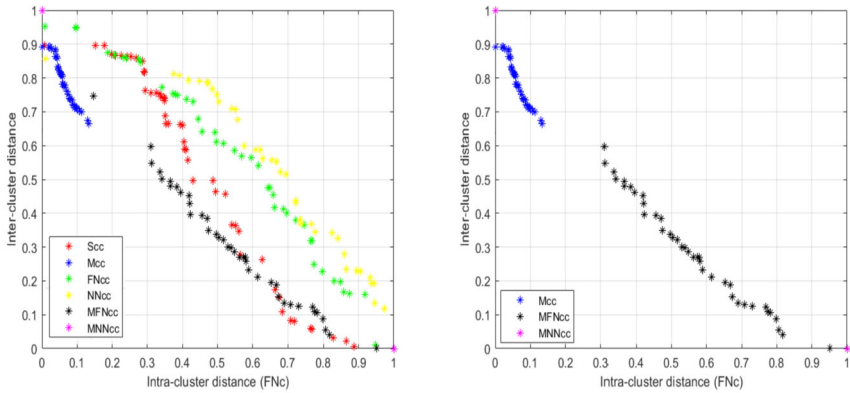 1
0.9
0.8
0.7
0.6
0.5
0.4
0.3
0.2
0.1
0
Inter-cluster distance
Scc
Mcc
FNcc
NNcc
MFNcc
MNNcc
0 0.1 0.2 0.3 0.4 0.5 0.6 0.7 0.8 0.9 1
Intra-cluster distance (FNc)
1
0.9
0.8
0.7
0.6
0.5
0.4
0.3
0.2
0.1
0
Inter-cluster distance
Mcc
MFNcc
MNNcc
0 0.1 0.2 0.3 0.4 0.5 0.6 0.7 0.8 0.9 1
Intra-cluster distance (FNc)